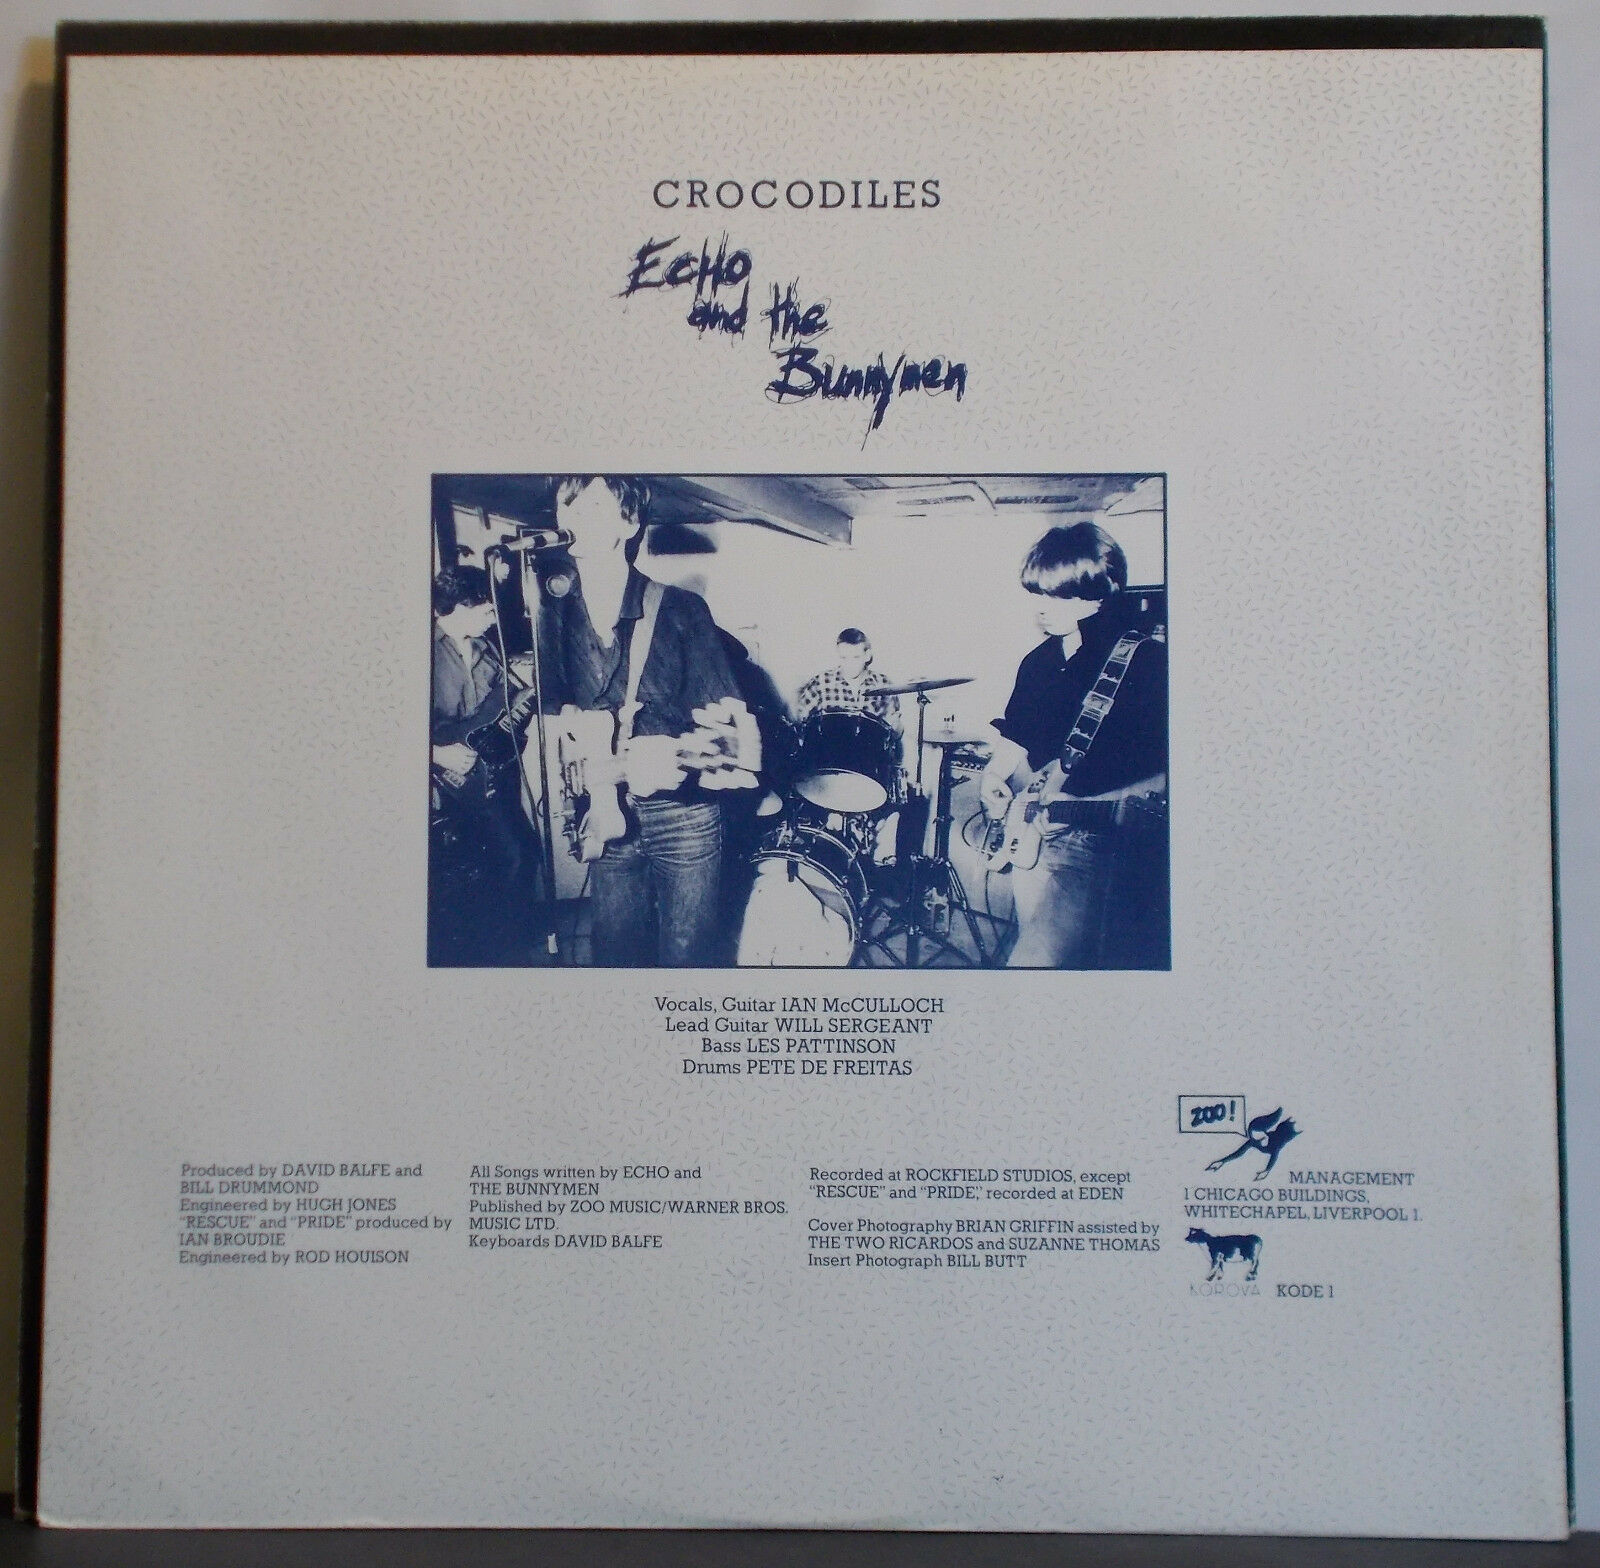 CROCODILES
Echo
and the
Bunnymen
Vocals, Guitar IAN McCULLOCH
Lead Guitar WILL SERGEANT
Bass LES PATTINSON
Drums PETE DE FREITAS
Produced by DAVID BALFE and
BILL DRUMMOND
Engineered by HUGH JONES
"RESCUE" and "PRIDE" produced by
IAN BROUDIE
Engineered by ROD HOUISON
All Songs written by ECHO and
THE BUNNYMEN
Published by ZOO MUSIC/WARNER BROS.
MUSIC LTD.
Keyboards DAVID BALFE
Recorded at ROCKFIELD STUDIOS, except
"RESCUE" and "PRIDE," recorded at EDEN
Cover Photography BRIAN GRIFFIN assisted by
THE TWO RICARDOS and SUZANNE THOMAS
Insert Photograph BILL BUTT
ZOO!
MANAGEMENT
1 CHICAGO BUILDINGS,
WHITECHAPEL, LIVERPOOL 1.
KOROVA KODE 1